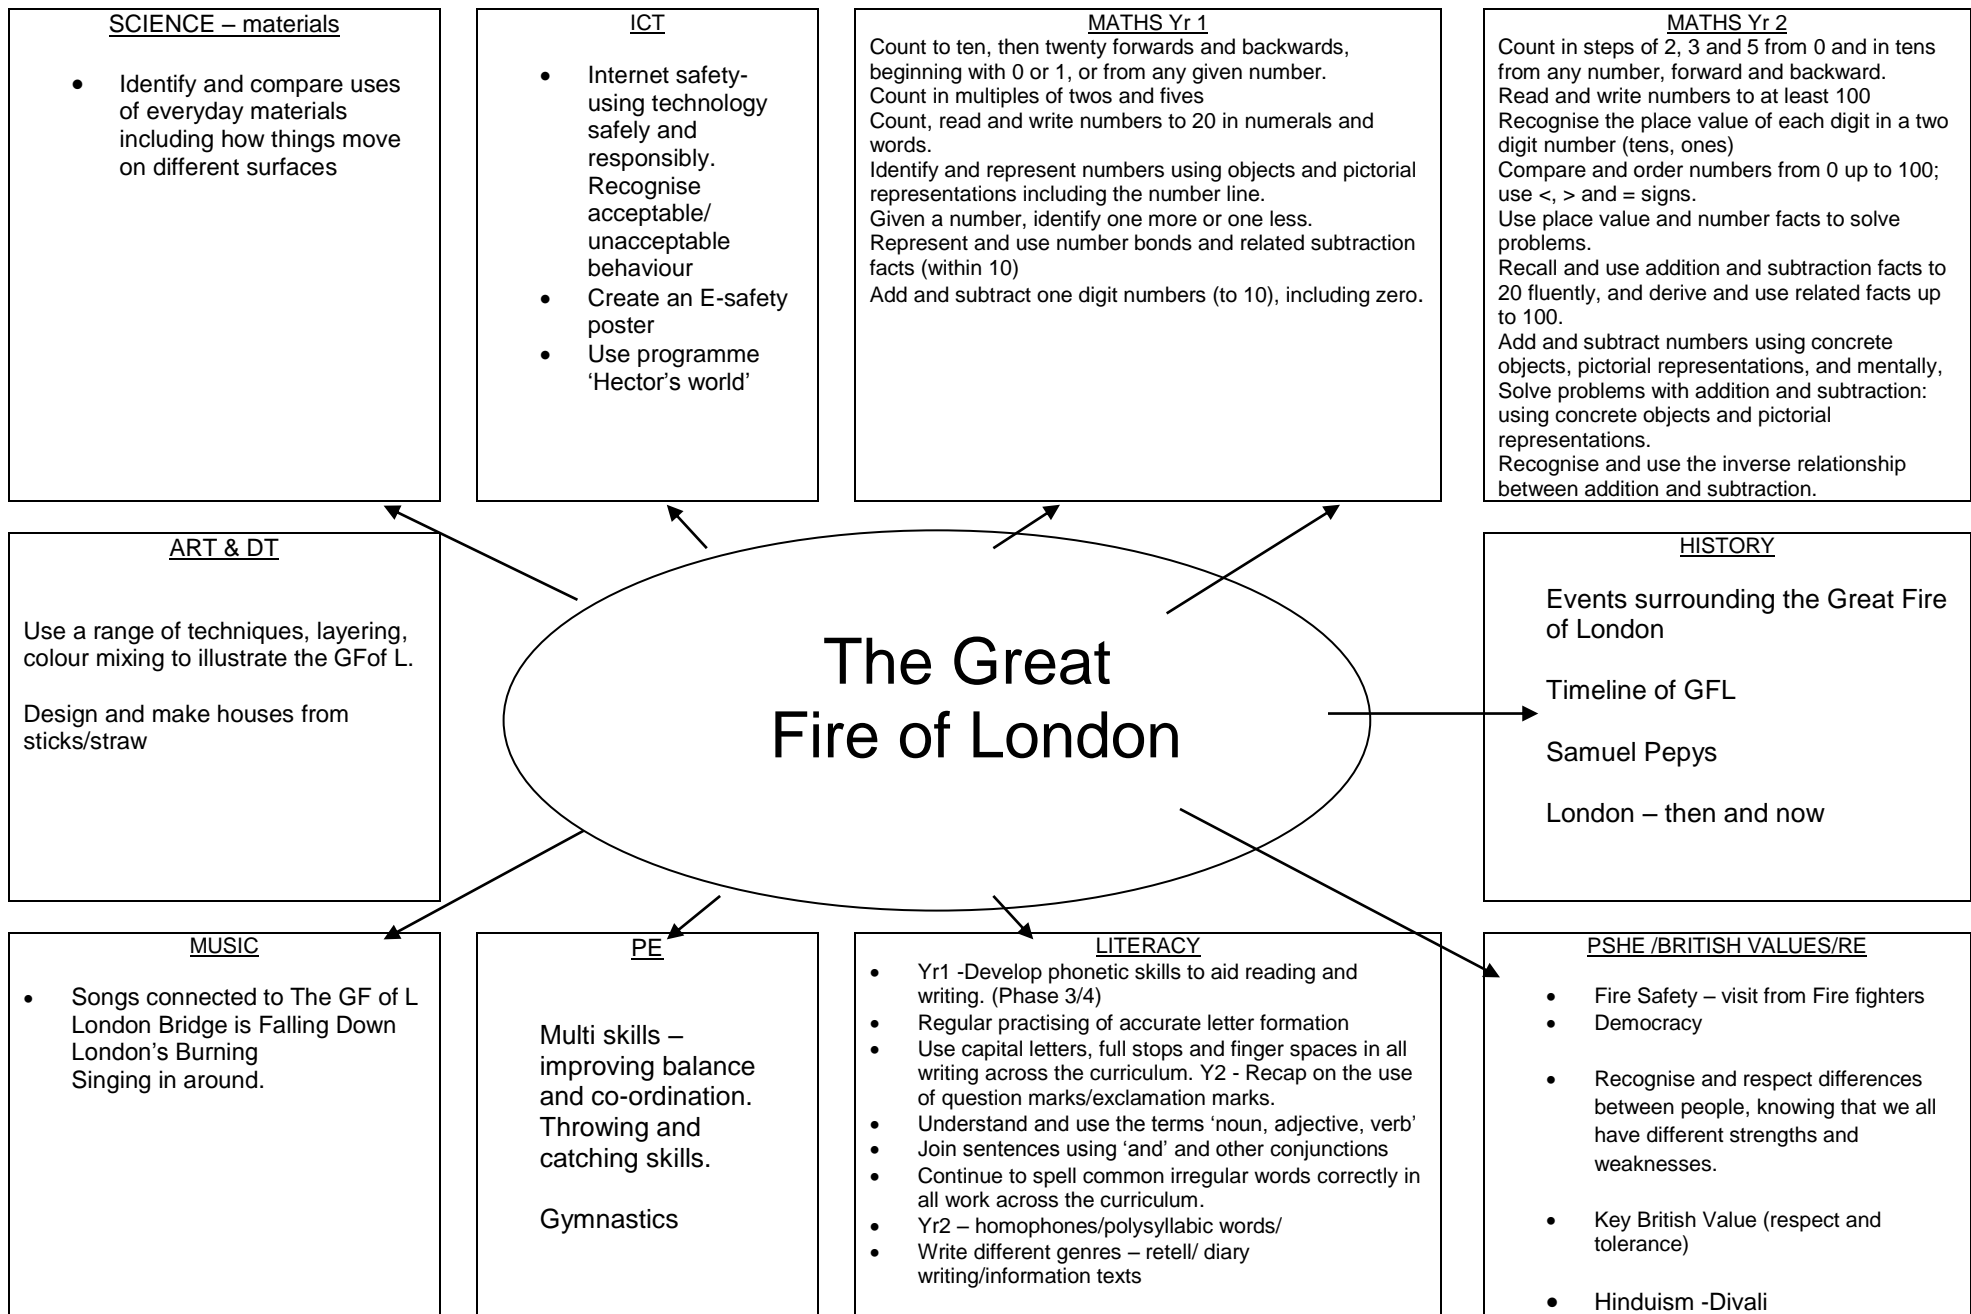 SCIENCE – materials
• Identify and compare uses
of everyday materials
including how things move
on different surfaces
ICT
• Internet safety-
using technology
safely and
responsibly.
Recognise
acceptable/
unacceptable
behaviour
• Create an E-safety
poster
• Use programme
‘Hector’s world’
MATHS Yr 1
Count to ten, then twenty forwards and backwards,
beginning with 0 or 1, or from any given number.
Count in multiples of twos and fives
Count, read and write numbers to 20 in numerals and
words.
Identify and represent numbers using objects and pictorial
representations including the number line.
Given a number, identify one more or one less.
Represent and use number bonds and related subtraction
facts (within 10)
Add and subtract one digit numbers (to 10), including zero.
MATHS Yr 2
Count in steps of 2, 3 and 5 from 0 and in tens
from any number, forward and backward.
Read and write numbers to at least 100
Recognise the place value of each digit in a two
digit number (tens, ones)
Compare and order numbers from 0 up to 100;
use <, > and = signs.
Use place value and number facts to solve
problems.
Recall and use addition and subtraction facts to
20 fluently, and derive and use related facts up
to 100.
Add and subtract numbers using concrete
objects, pictorial representations, and mentally,
Solve problems with addition and subtraction:
using concrete objects and pictorial
representations.
Recognise and use the inverse relationship
between addition and subtraction.
ART & DT
Use a range of techniques, layering,
colour mixing to illustrate the GFof L.
Design and make houses from
sticks/straw
The Great
Fire of London
HISTORY
Events surrounding the Great Fire
of London
Timeline of GFL
Samuel Pepys
London – then and now
MUSIC
• Songs connected to The GF of L
London Bridge is Falling Down
London’s Burning
Singing in around.
PE
Multi skills –
improving balance
and co-ordination.
Throwing and
catching skills.
Gymnastics
LITERACY
• Yr1 -Develop phonetic skills to aid reading and
writing. (Phase 3/4)
• Regular practising of accurate letter formation
• Use capital letters, full stops and finger spaces in all
writing across the curriculum. Y2 - Recap on the use
of question marks/exclamation marks.
• Understand and use the terms ‘noun, adjective, verb’
• Join sentences using ‘and’ and other conjunctions
• Continue to spell common irregular words correctly in
all work across the curriculum.
• Yr2 – homophones/polysyllabic words/
• Write different genres – retell/ diary
writing/information texts
PSHE /BRITISH VALUES/RE
• Fire Safety – visit from Fire fighters
• Democracy
• Recognise and respect differences
between people, knowing that we all
have different strengths and
weaknesses.
• Key British Value (respect and
tolerance)
• Hinduism -Divali